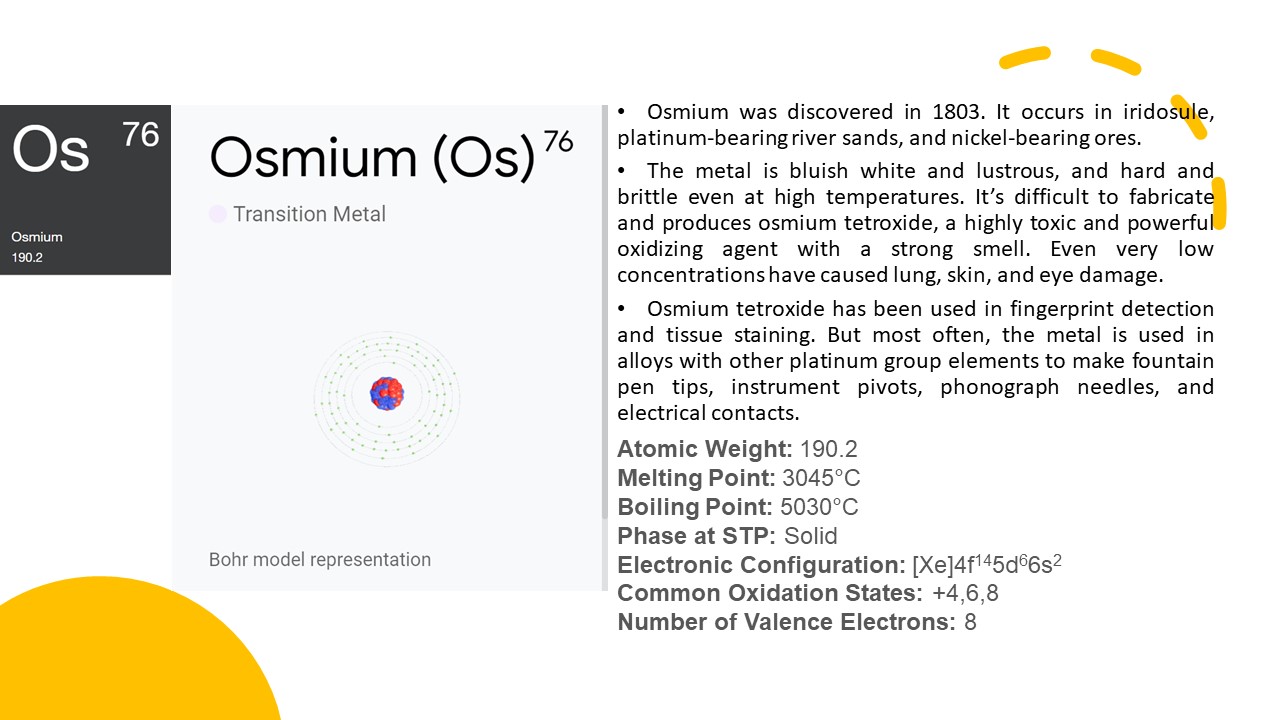 Os 76
Osmium
190.2
Osmium (Os)⁷⁶
Transition Metal
Bohr model representation
• Osmium was discovered in 1803. It occurs in iridosule,
platinum-bearing river sands, and nickel-bearing ores.
• The metal is bluish white and lustrous, and hard and
brittle even at high temperatures. It’s difficult to fabricate
and produces osmium tetroxide, a highly toxic and powerful
oxidizing agent with a strong smell. Even very low
concentrations have caused lung, skin, and eye damage.
• Osmium tetroxide has been used in fingerprint detection
and tissue staining. But most often, the metal is used in
alloys with other platinum group elements to make fountain
pen tips, instrument pivots, phonograph needles, and
electrical contacts.
Atomic Weight: 190.2
Melting Point: 3045°C
Boiling Point: 5030°C
Phase at STP: Solid
Electronic Configuration: [Xe]4f¹⁴5d⁶6s²
Common Oxidation States: +4,6,8
Number of Valence Electrons: 8